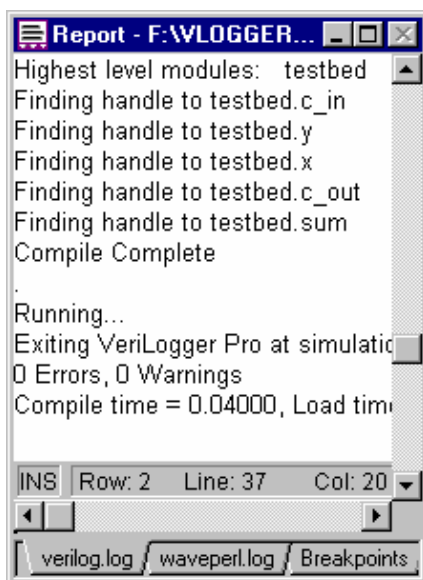 Report - F:\VLOGGER...
Highest level modules: testbed
Finding handle to testbed.c_in
Finding handle to testbed.y
Finding handle to testbed.x
Finding handle to testbed.c_out
Finding handle to testbed.sum
Compile Complete
.
Running...
Exiting VeriLogger Pro at simulatic
0 Errors, 0 Warnings
Compile time = 0.04000, Load time
INS Row: 2 Line: 37 Col: 20
verilog.log waveperl.log Breakpoints